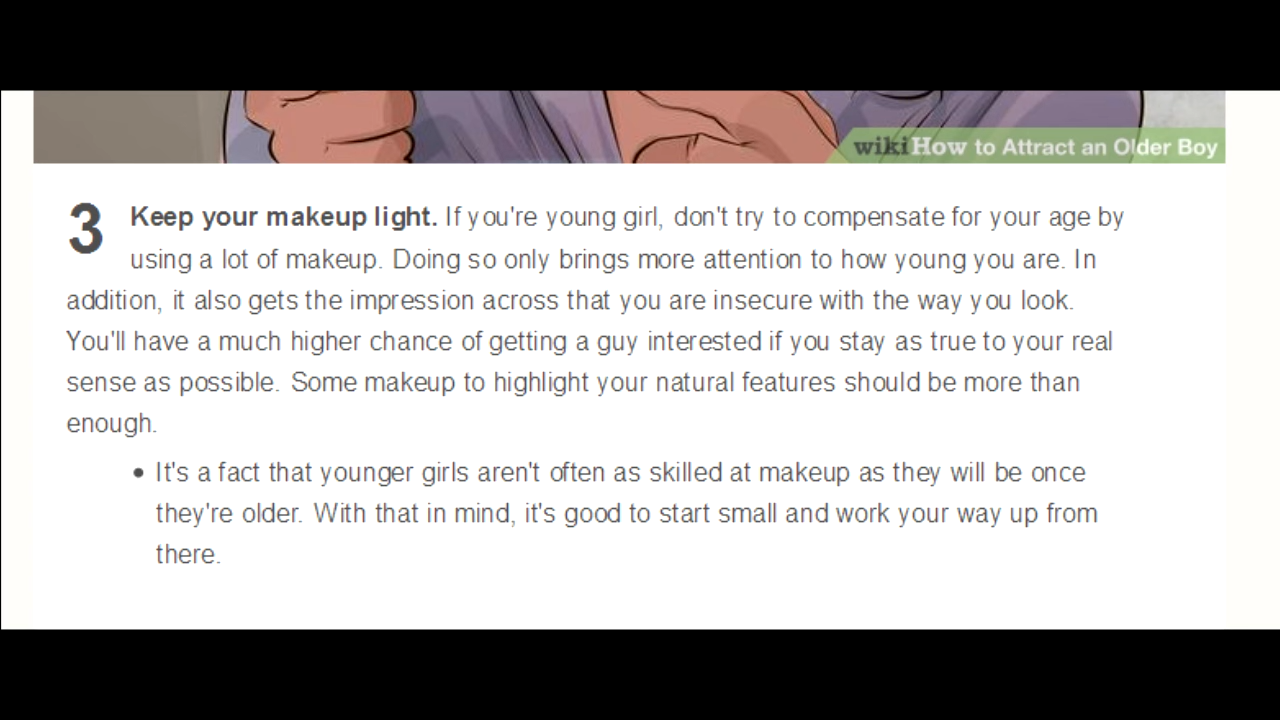 wikiHow to Attract an Older Boy
3 Keep your makeup light. If you're young girl, don't try to compensate for your age by
using a lot of makeup. Doing so only brings more attention to how young you are. In
addition, it also gets the impression across that you are insecure with the way you look.
You'll have a much higher chance of getting a guy interested if you stay as true to your real
sense as possible. Some makeup to highlight your natural features should be more than
enough.
• It's a fact that younger girls aren't often as skilled at makeup as they will be once
they're older. With that in mind, it's good to start small and work your way up from
there.